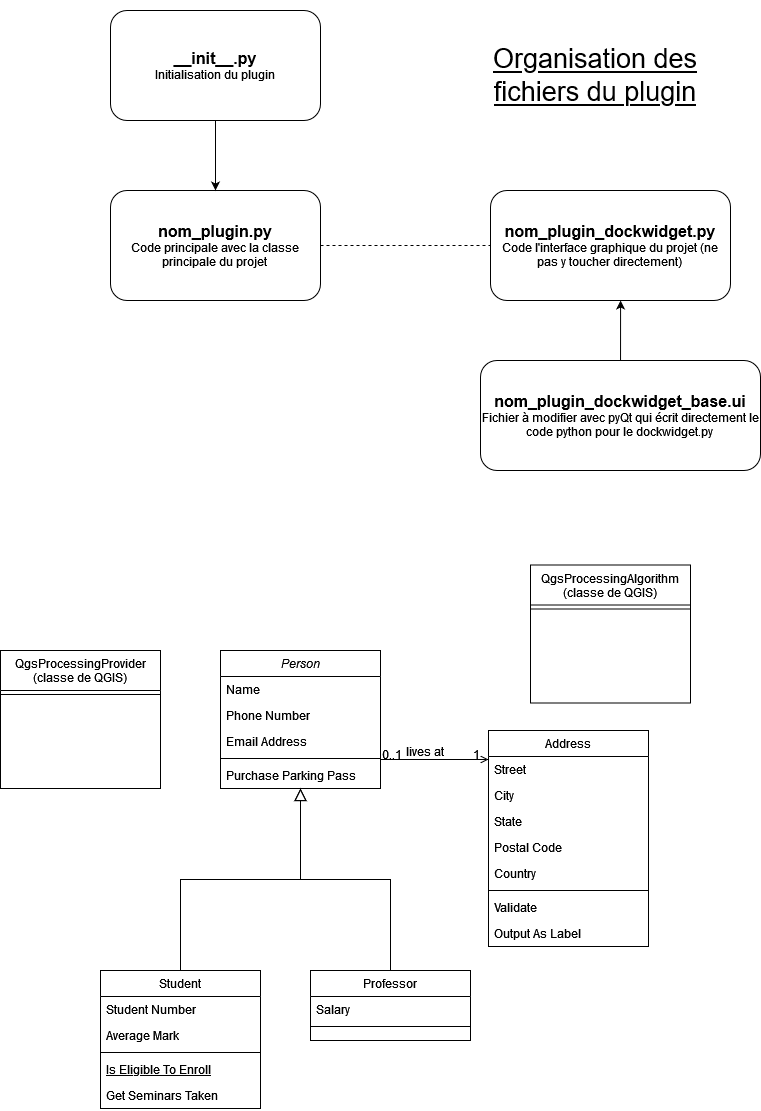 __init__.py
Initialisation du plugin
Organisation des
fichiers du plugin
nom_plugin.py
Code principale avec la classe
principale du projet
nom_plugin_dockwidget.py
Code l'interface graphique du projet (ne
pas y toucher directement)
nom_plugin_dockwidget_base.ui
Fichier à modifier avec pyQt qui écrit directement le
code python pour le dockwidget.py
QgsProcessingAlgorithm
(classe de QGIS)
QgsProcessingProvider
(classe de QGIS)
Person
Name
Phone Number
Email Address
Purchase Parking Pass
0..1 lives at 1
Address
Street
City
State
Postal Code
Country
Validate
Output As Label
Student
Student Number
Average Mark
Is Eligible To Enroll
Get Seminars Taken
Professor
Salary